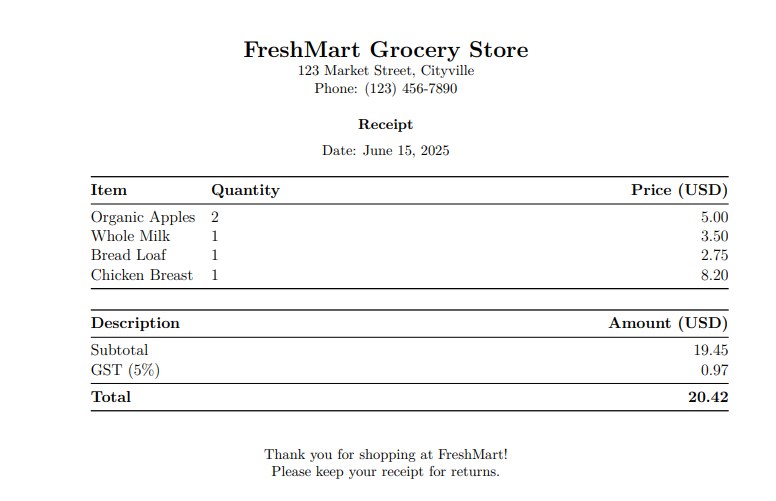 FreshMart Grocery Store
123 Market Street, Cityville
Phone: (123) 456-7890
Receipt
Date: June 15, 2025
Item Quantity Price (USD)
Organic Apples 2 5.00
Whole Milk 1 3.50
Bread Loaf 1 2.75
Chicken Breast 1 8.20
Description Amount (USD)
Subtotal 19.45
GST (5%) 0.97
Total 20.42
Thank you for shopping at FreshMart!
Please keep your receipt for returns.